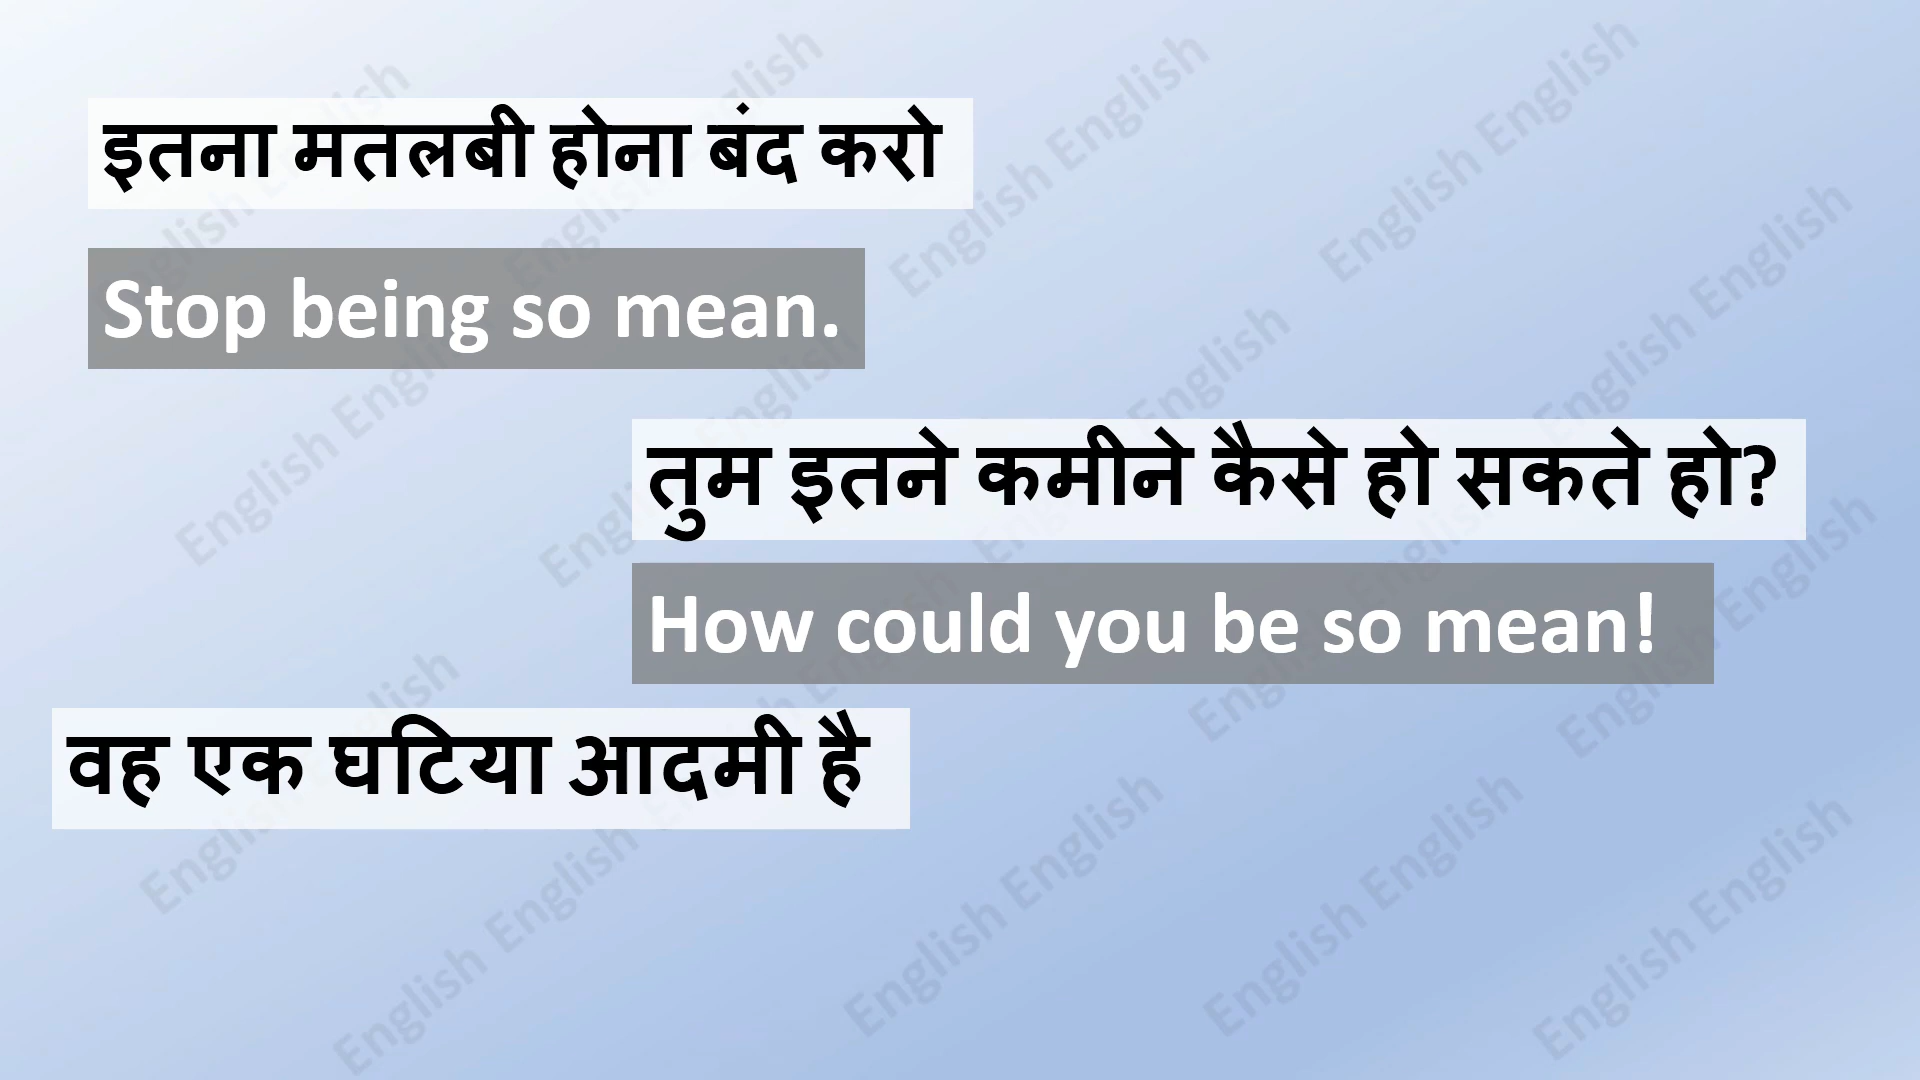 इतना मतलबी होना बंद करो
Stop being so mean.
तुम इतने कमीने कैसे हो सकते हो?
How could you be so mean!
वह एक घटिया आदमी है